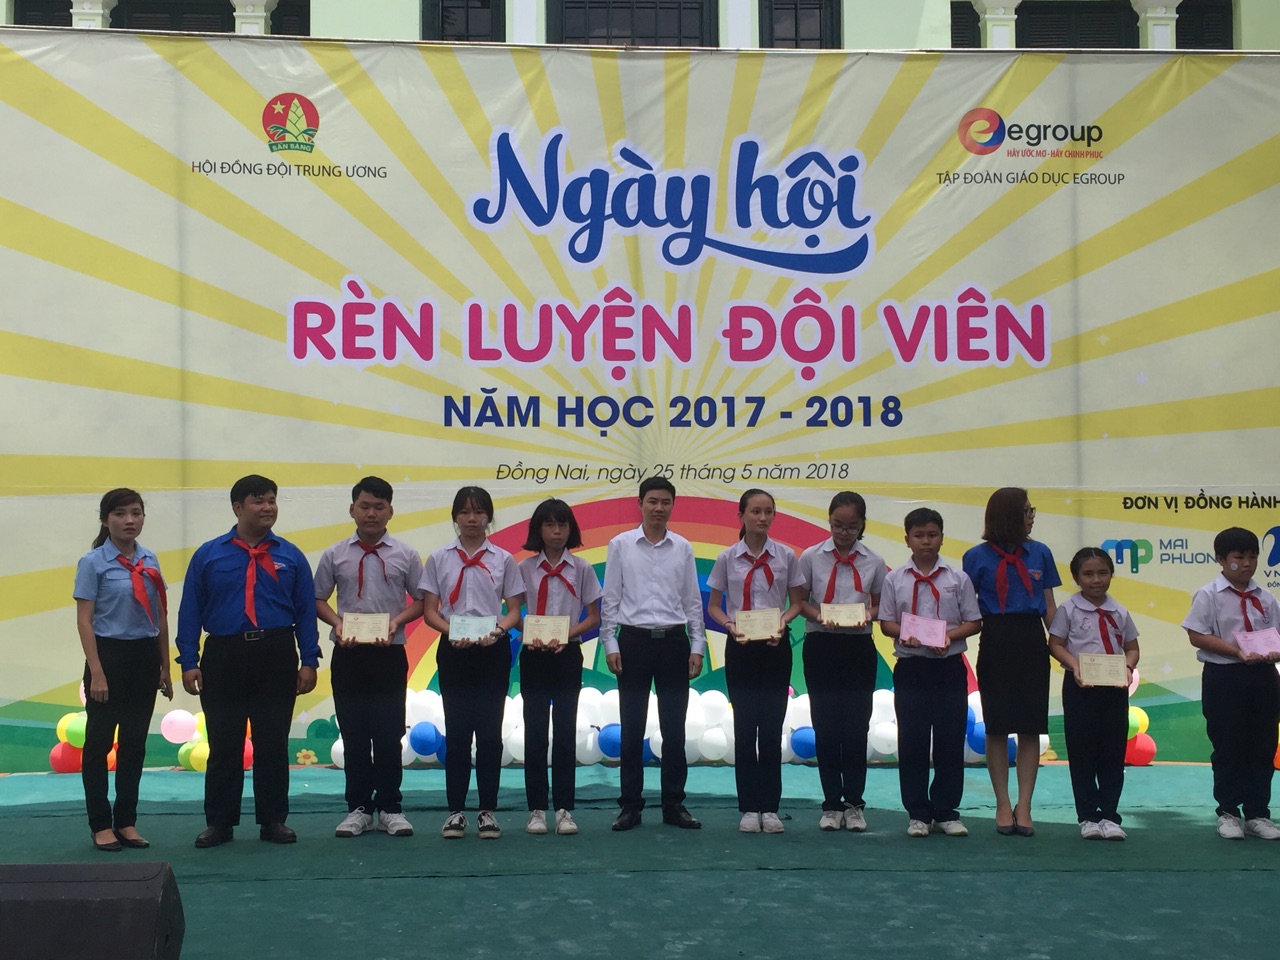 SẴN SÀNG
HỘI ĐỒNG ĐỘI TRUNG ƯƠNG
egroup
HÃY ƯỚC MƠ - HÃY CHINH PHỤC
TẬP ĐOÀN GIÁO DỤC EGROUP
Ngày hội
RÈN LUYỆN ĐỘI VIÊN
NĂM HỌC 2017 - 2018
Đồng Nai, ngày 25 tháng 5 năm 2018
ĐƠN VỊ ĐỒNG HÀNH
MAI